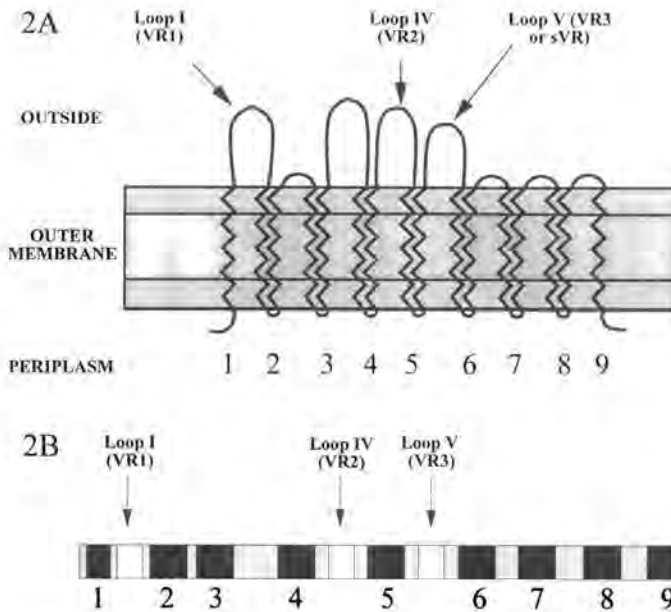 2A
Loop I
(VR1)
Loop IV
(VR2)
Loop V (VR3
or sVR)
OUTSIDE
OUTER
MEMBRANE
PERIPLASM
1 2 3 4 5 6 7 8 9
2B
Loop I
(VR1)
Loop IV
(VR2)
Loop V
(VR3)
1 2 3 4 5 6 7 8 9